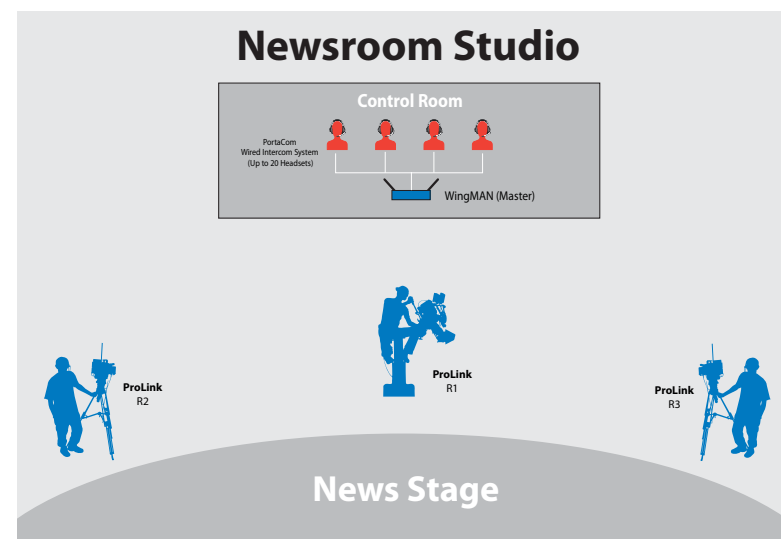 Newsroom Studio
Control Room
PortaCom
Wired Intercom System
(Up to 20 Headsets)
WingMAN (Master)
ProLink
R1
ProLink
R2
ProLink
R3
News Stage